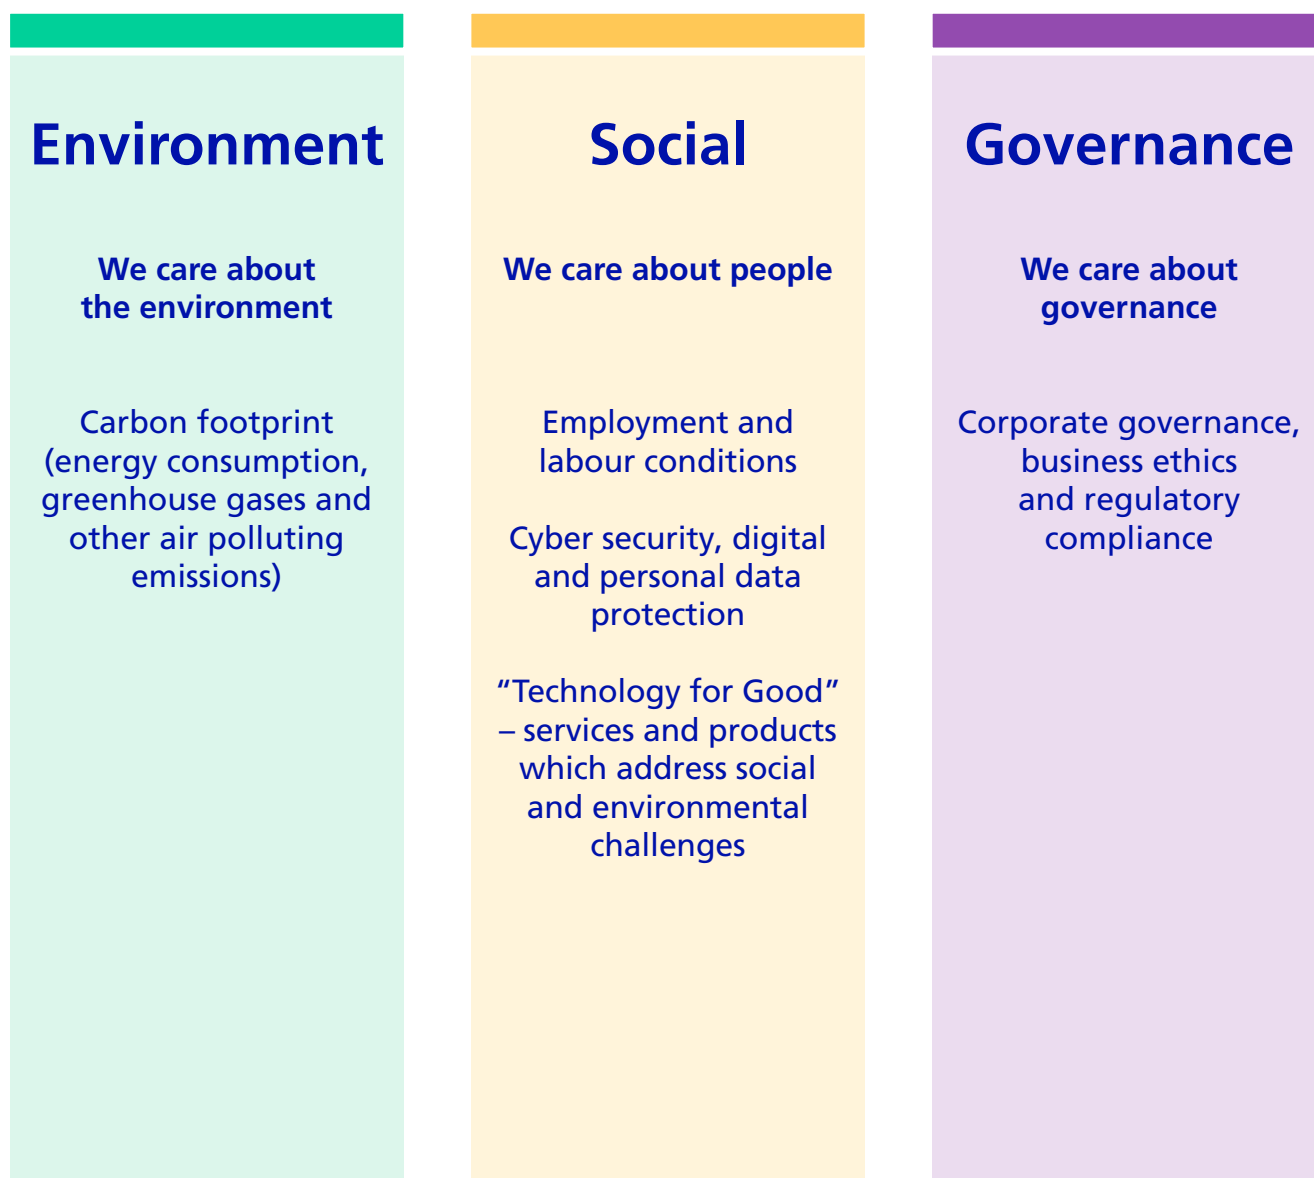 Environment
We care about
the environment
Carbon footprint
(energy consumption,
greenhouse gases and
other air polluting
emissions)
Social
We care about people
Employment and
labour conditions
Cyber security, digital
and personal data
protection
“Technology for Good”
– services and products
which address social
and environmental
challenges
Governance
We care about
governance
Corporate governance,
business ethics
and regulatory
compliance